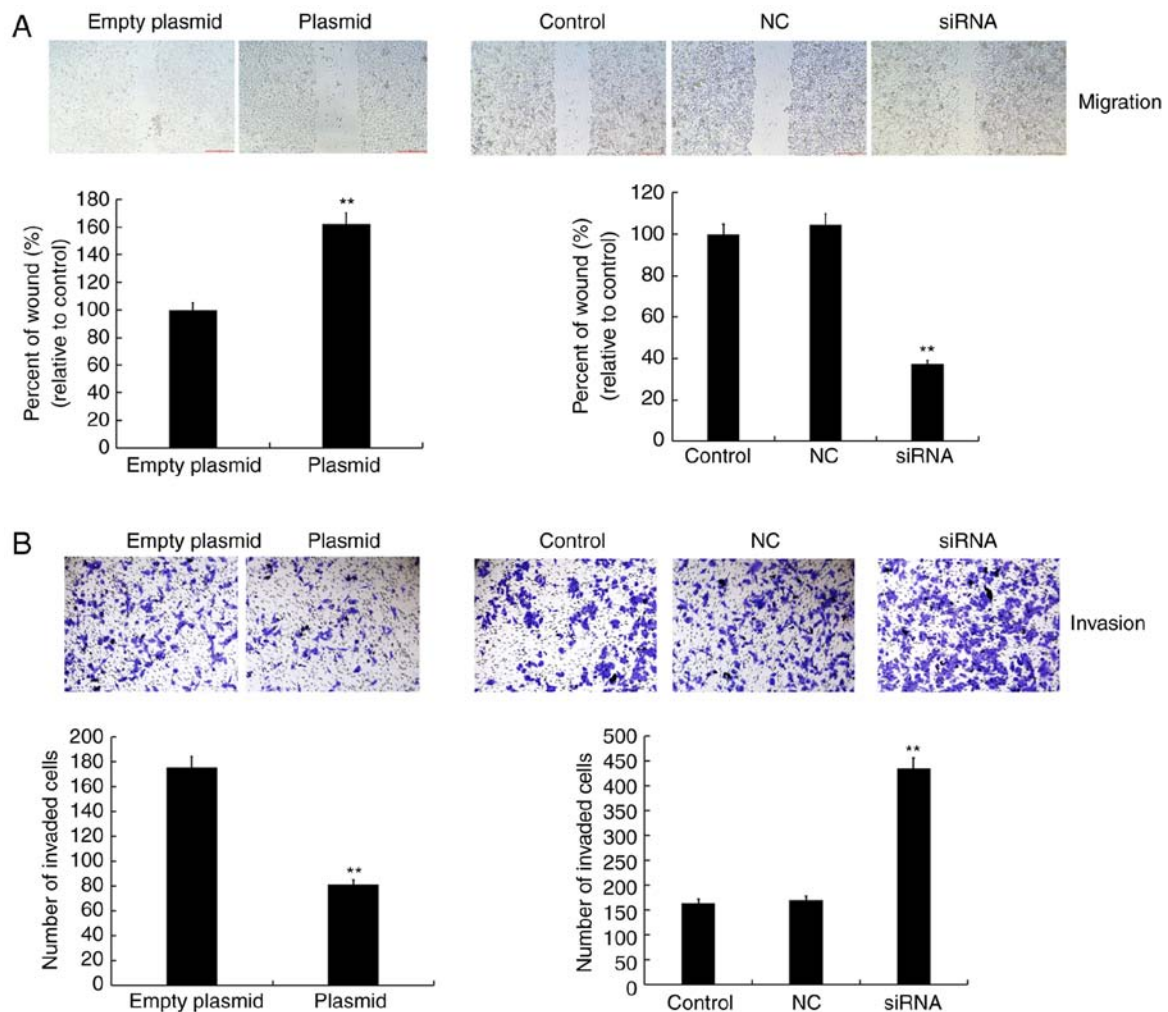 A
Empty plasmid
Plasmid
Control
NC
siRNA
Migration
Percent of wound (%)
(relative to control)
180
160
140
120
100
80
60
40
20
0
**
Empty plasmid
Plasmid
Percent of wound (%)
(relative to control)
120
100
80
60
40
20
0
**
Control
NC
siRNA
B
Empty plasmid
Plasmid
Control
NC
siRNA
Invasion
Number of invaded cells
200
180
160
140
120
100
80
60
40
20
0
**
Empty plasmid
Plasmid
Number of invaded cells
500
450
400
350
300
250
200
150
100
50
0
**
Control
NC
siRNA